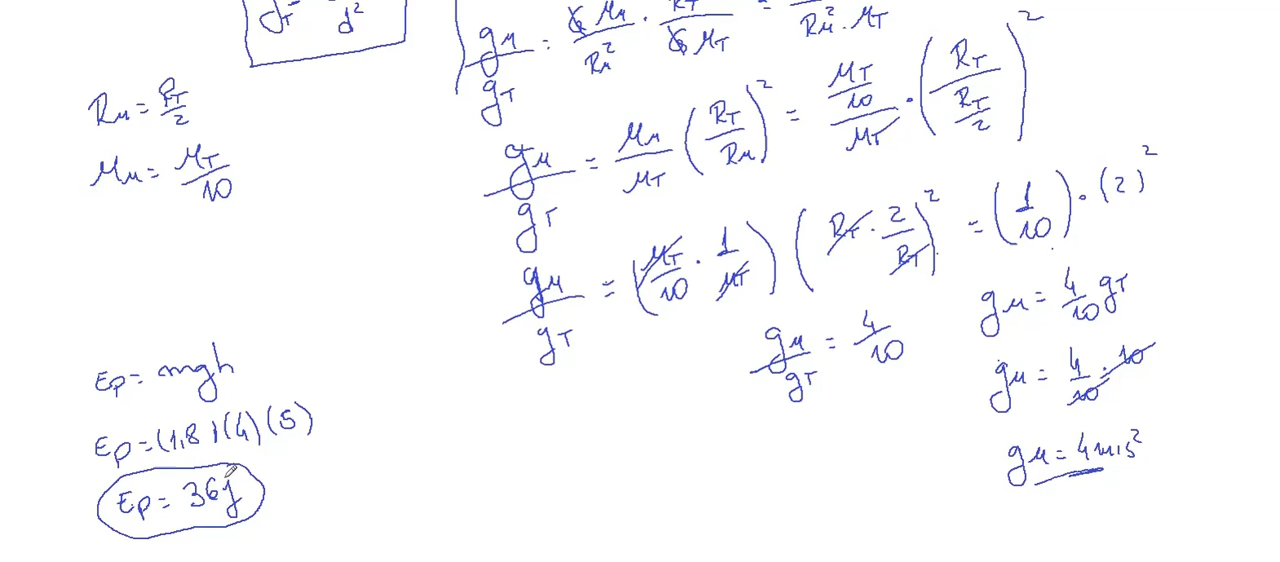 d_T d²
g_M/g_T = G M_M/R_M² · R_T/G M_T = /R_M² · M_T
R_M = R_T/2
M_M = M_T/10
g_M/g_T = M_M/M_T (R_T/R_M)² = (M_T/10)/M_T · (R_T/(R_T/2))²
g_M/g_T = (M_T/10 · 1/M_T) (R_T · 2/R_T)² = (1/10) · (2)²
g_M/g_T = 4/10
g_M = 4/10 g_T
g_M = 4/10 · 10
g_M = 4 m/s²
Ep = mgh
Ep = (1,8)(4)(5)
Ep = 36 J